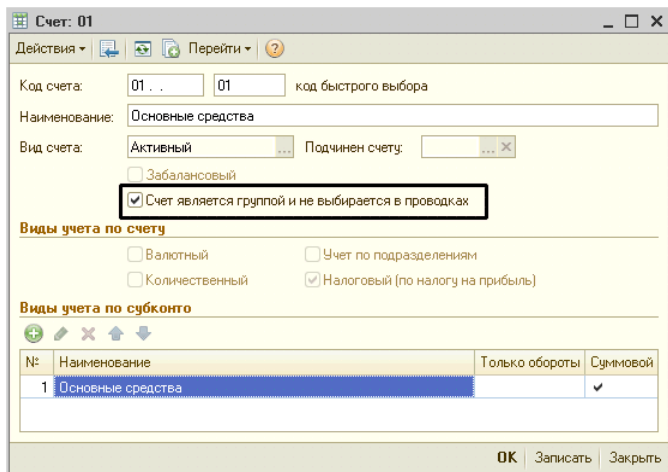 Счет: 01
Действия Перейти ?
Код счета: 01 . . 01 код быстрого выбора
Наименование: Основные средства
Вид счета: Активный ... Подчинен счету: ... ×
Забалансовый
Счет является группой и не выбирается в проводках
Виды учета по счету
Валютный Учет по подразделениям
Количественный Налоговый (по налогу на прибыль)
Виды учета по субконто
№ Наименование Только обороты Суммовой
1 Основные средства
OK Записать Закрыть